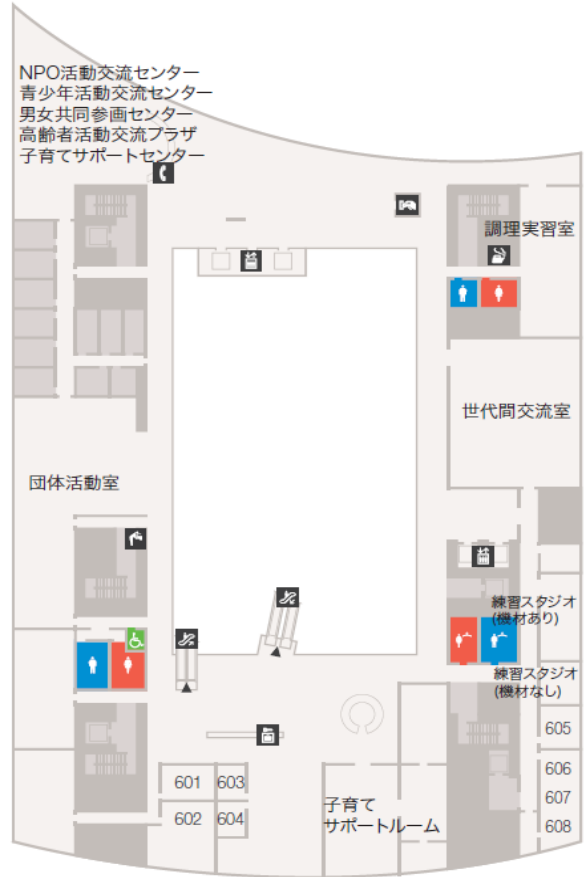 NPO活動交流センター
青少年活動交流センター
男女共同参画センター
高齢者活動交流プラザ
子育てサポートセンター
調理実習室
世代間交流室
団体活動室
練習スタジオ
(機材あり)
練習スタジオ
(機材なし)
605
606
607
608
601
603
602
604
子育て
サポートルーム